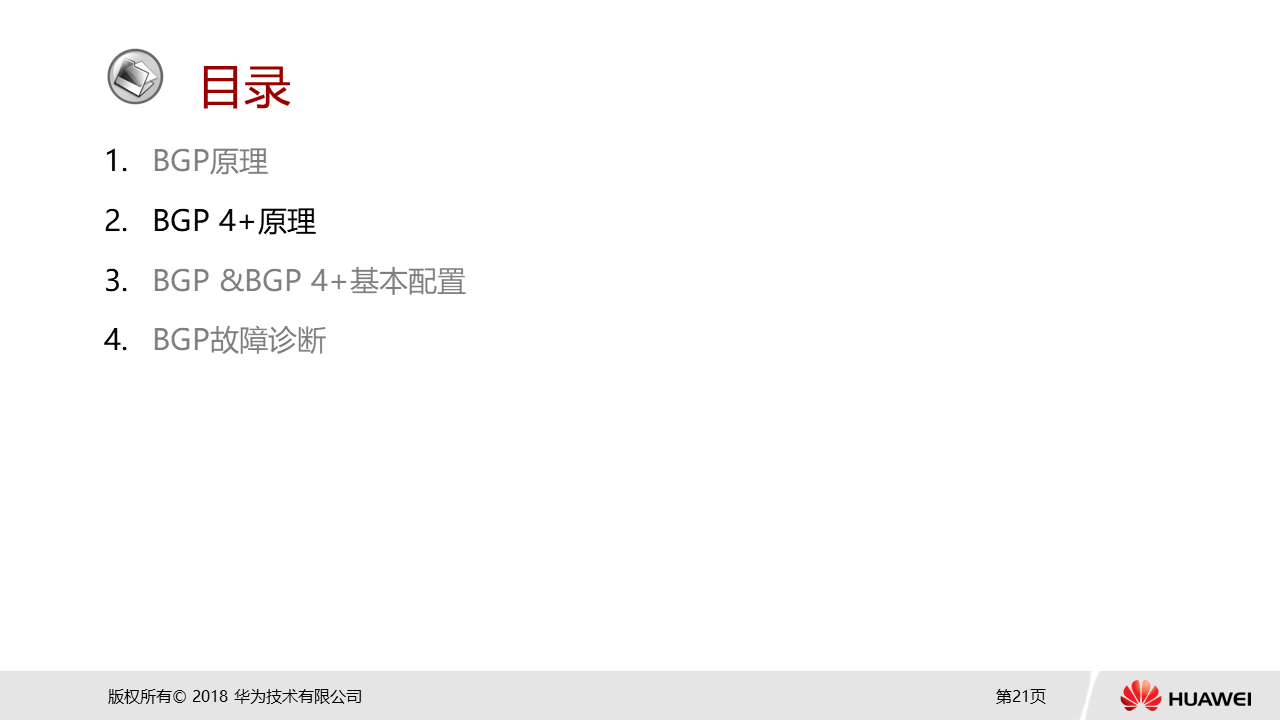 目录
1. BGP原理
2. BGP 4+原理
3. BGP &BGP 4+基本配置
4. BGP故障诊断
版权所有© 2018 华为技术有限公司
第21页
HUAWEI